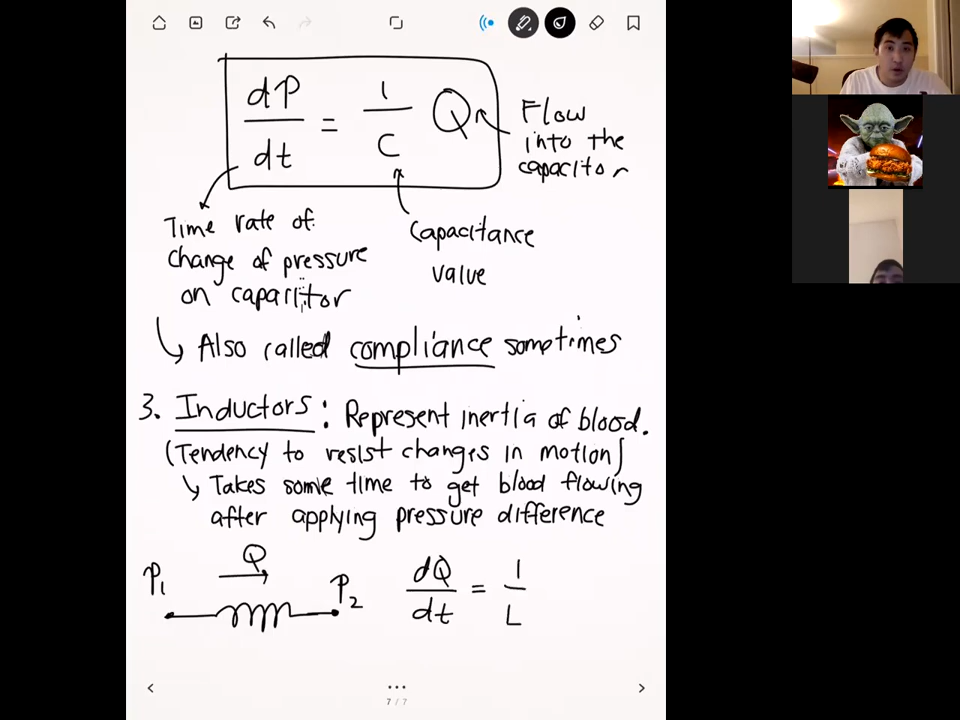 dP/dt = 1/C Q
Flow
into the
capacitor
Time rate of
change of pressure
on capacitor
Capacitance
value
Also called compliance somtimes
3. Inductors: Represent inertia of blood.
(Tendency to resist changes in motion)
Takes some time to get blood flowing
after applying pressure difference
Q
P1
P2
dQ/dt = 1/L
7 / 7